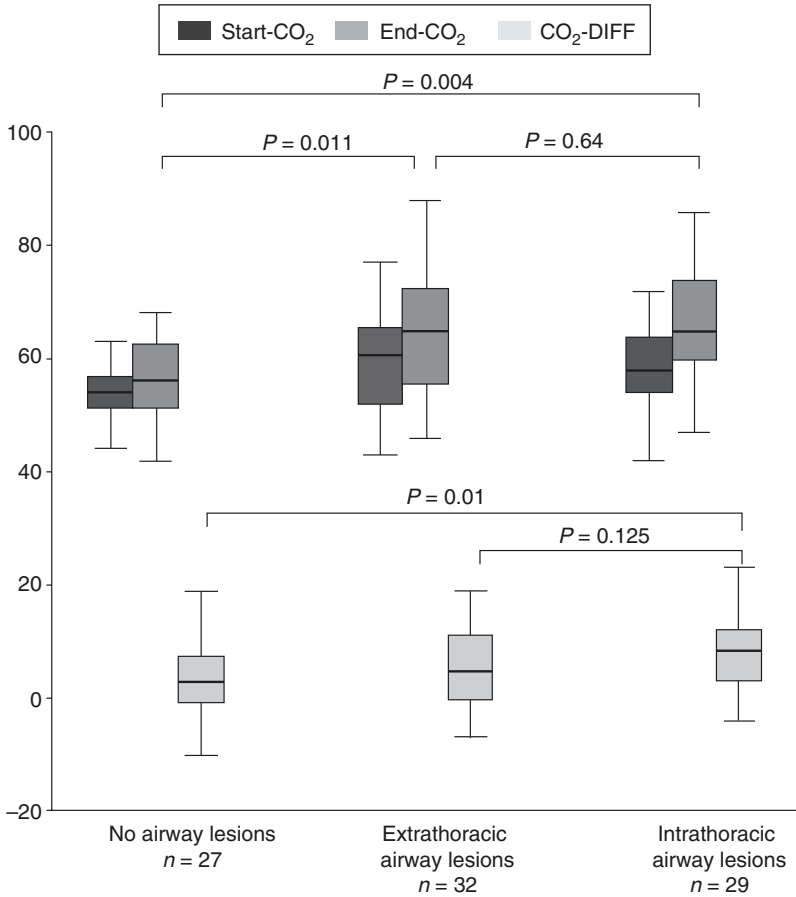 Start-CO₂ End-CO₂ CO₂-DIFF
P = 0.004
100
P = 0.011 P = 0.64
80
60
40
P = 0.01
P = 0.125
20
0
–20
No airway lesions
n = 27
Extrathoracic
airway lesions
n = 32
Intrathoracic
airway lesions
n = 29